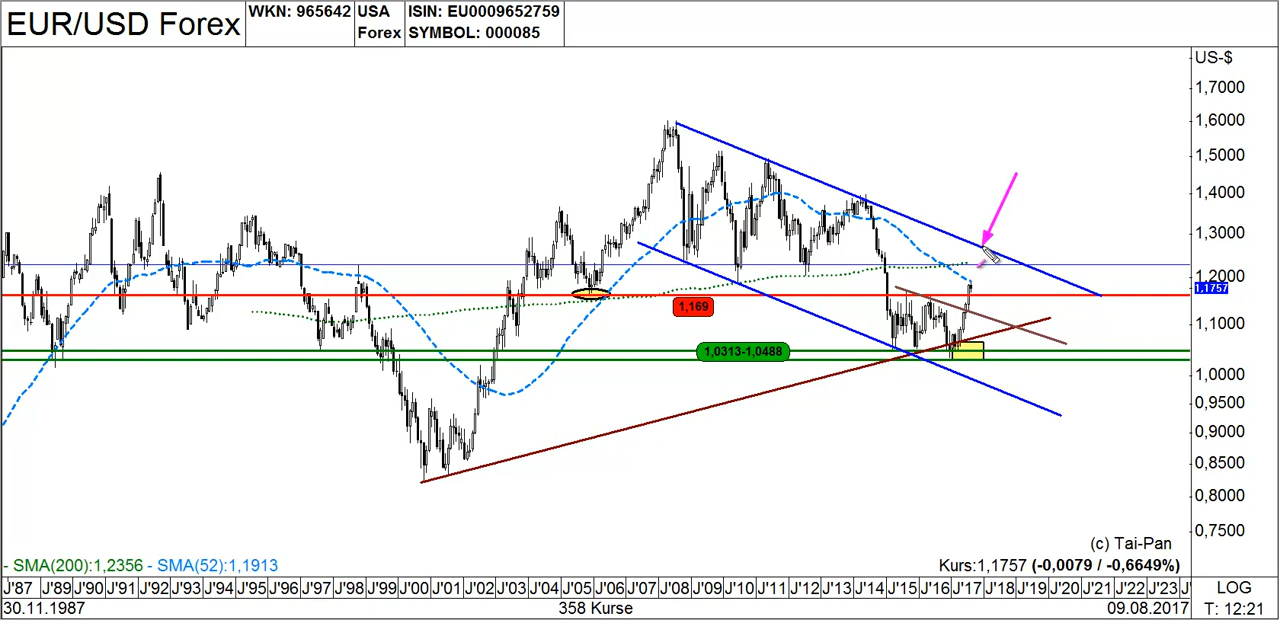 EUR/USD Forex
WKN: 965642
USA
Forex
ISIN: EU0009652759
SYMBOL: 000085
US-$
1,7000
1,6000
1,5000
1,4000
1,3000
1,2000
1,1757
1,1000
1,0000
0,9500
0,9000
0,8500
0,8000
0,7500
1,169
1,0313-1,0488
(c) Tai-Pan
- SMA(200):1,2356 - SMA(52):1,1913
Kurs:1,1757 (-0,0079 / -0,6649%)
J'87 J'89 J'90 J'91 J'92 J'93 J'94 J'95 J'96 J'97 J'98 J'99 J'00 J'01 J'02 J'03 J'04 J'05 J'06 J'07 J'08 J'09 J'10 J'11 J'12 J'13 J'14 J'15 J'16 J'17 J'18 J'19 J'20 J'21 J'22 J'23 J'
LOG
30.11.1987
358 Kurse
09.08.2017
T: 12:21